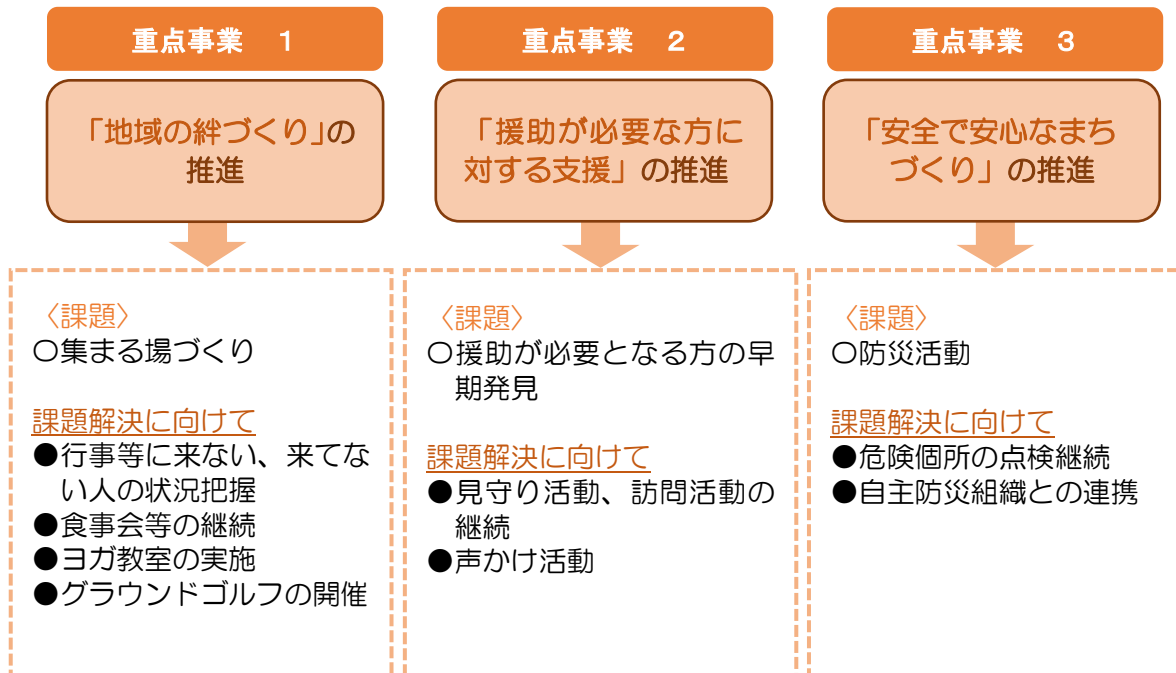 重点事業　１
「地域の絆づくり」の
推進
〈課題〉
〇集まる場づくり
課題解決に向けて
●行事等に来ない、来てな
い人の状況把握
●食事会等の継続
●ヨガ教室の実施
●グラウンドゴルフの開催
重点事業　２
「援助が必要な方に
対する支援」の推進
〈課題〉
〇援助が必要となる方の早
期発見
課題解決に向けて
●見守り活動、訪問活動の
継続
●声かけ活動
重点事業　３
「安全で安心なまち
づくり」の推進
〈課題〉
〇防災活動
課題解決に向けて
●危険個所の点検継続
●自主防災組織との連携